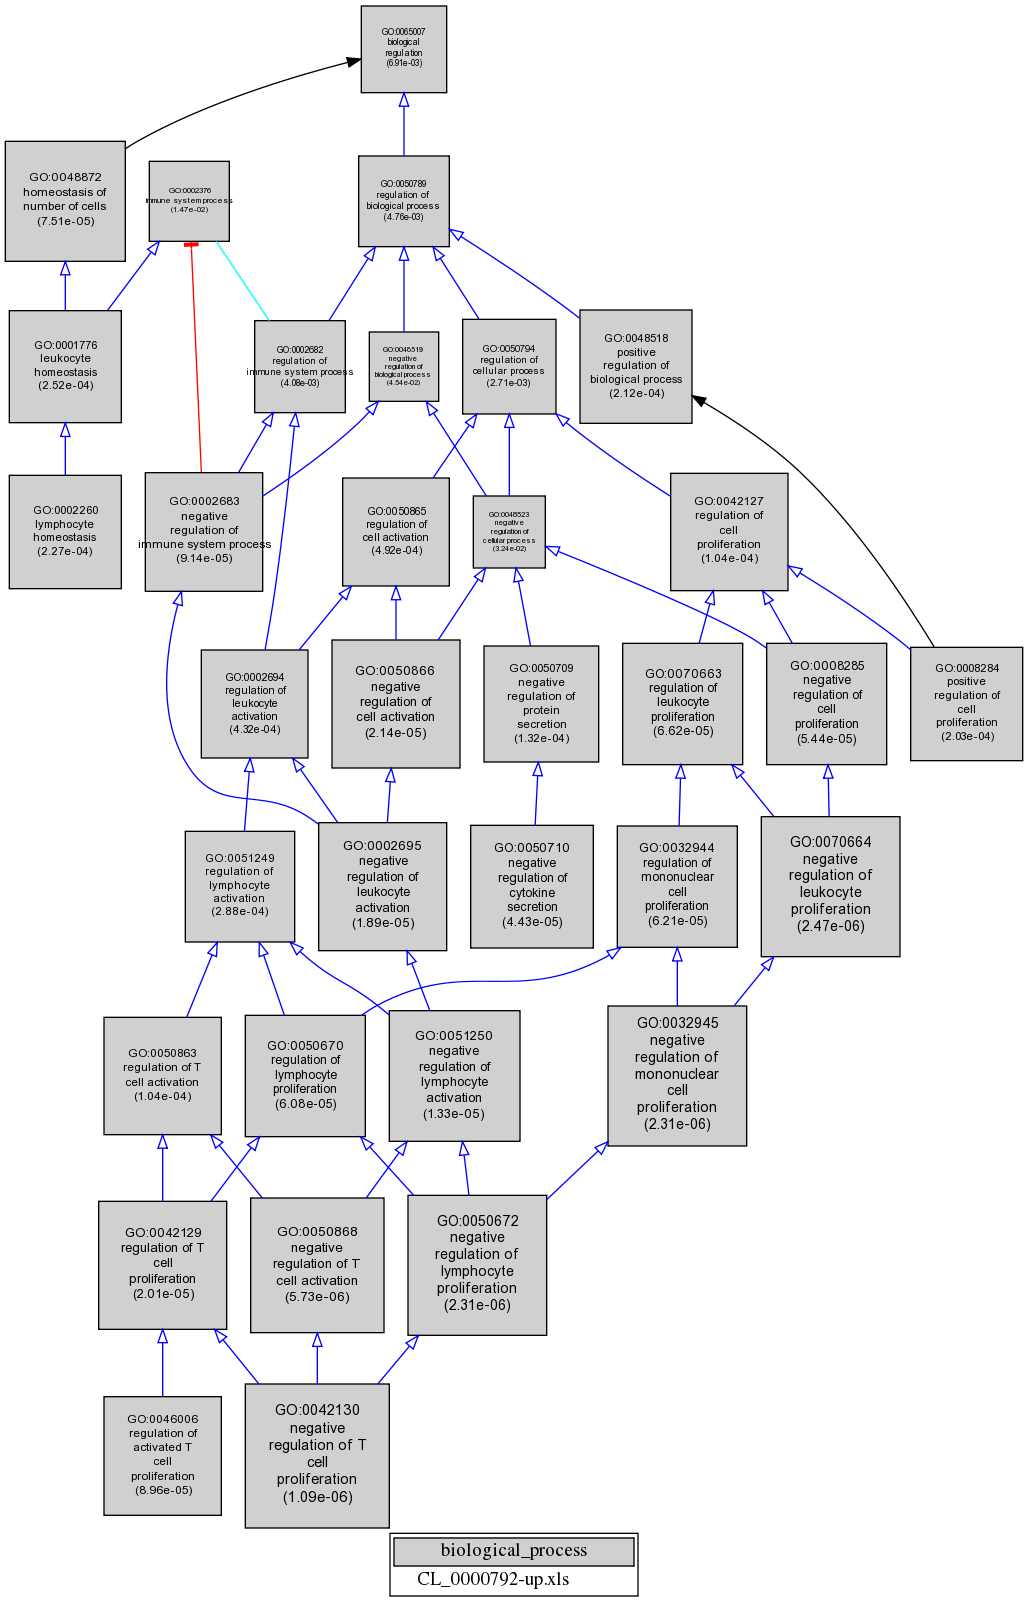 GO:0065007
biological
regulation
(6.91e-03)
GO:0048872
homeostasis of
number of cells
(7.51e-05)
GO:0002376
immune system process
(1.47e-02)
GO:0050789
regulation of
biological process
(4.76e-03)
GO:0001776
leukocyte
homeostasis
(2.52e-04)
GO:0002682
regulation of
immune system process
(4.08e-03)
GO:0048519
negative
regulation of
biological process
(4.54e-02)
GO:0050794
regulation of
cellular process
(2.71e-03)
GO:0048518
positive
regulation of
biological process
(2.12e-04)
GO:0002260
lymphocyte
homeostasis
(2.27e-04)
GO:0002683
negative
regulation of
immune system process
(9.14e-05)
GO:0050865
regulation of
cell activation
(4.92e-04)
GO:0048523
negative
regulation of
cellular process
(3.24e-02)
GO:0042127
regulation of
cell
proliferation
(1.04e-04)
GO:0002694
regulation of
leukocyte
activation
(4.32e-04)
GO:0050866
negative
regulation of
cell activation
(2.14e-05)
GO:0050709
negative
regulation of
protein
secretion
(1.32e-04)
GO:0070663
regulation of
leukocyte
proliferation
(6.62e-05)
GO:0008285
negative
regulation of
cell
proliferation
(5.44e-05)
GO:0008284
positive
regulation of
cell
proliferation
(2.03e-04)
GO:0051249
regulation of
lymphocyte
activation
(2.88e-04)
GO:0002695
negative
regulation of
leukocyte
activation
(1.89e-05)
GO:0050710
negative
regulation of
cytokine
secretion
(4.43e-05)
GO:0032944
regulation of
mononuclear
cell
proliferation
(6.21e-05)
GO:0070664
negative
regulation of
leukocyte
proliferation
(2.47e-06)
GO:0050863
regulation of T
cell activation
(1.04e-04)
GO:0050670
regulation of
lymphocyte
proliferation
(6.08e-05)
GO:0051250
negative
regulation of
lymphocyte
activation
(1.33e-05)
GO:0032945
negative
regulation of
mononuclear
cell
proliferation
(2.31e-06)
GO:0042129
regulation of T
cell
proliferation
(2.01e-05)
GO:0050868
negative
regulation of T
cell activation
(5.73e-06)
GO:0050672
negative
regulation of
lymphocyte
proliferation
(2.31e-06)
GO:0046006
regulation of
activated T
cell
proliferation
(8.96e-05)
GO:0042130
negative
regulation of T
cell
proliferation
(1.09e-06)
biological_process
CL_0000792-up.xls